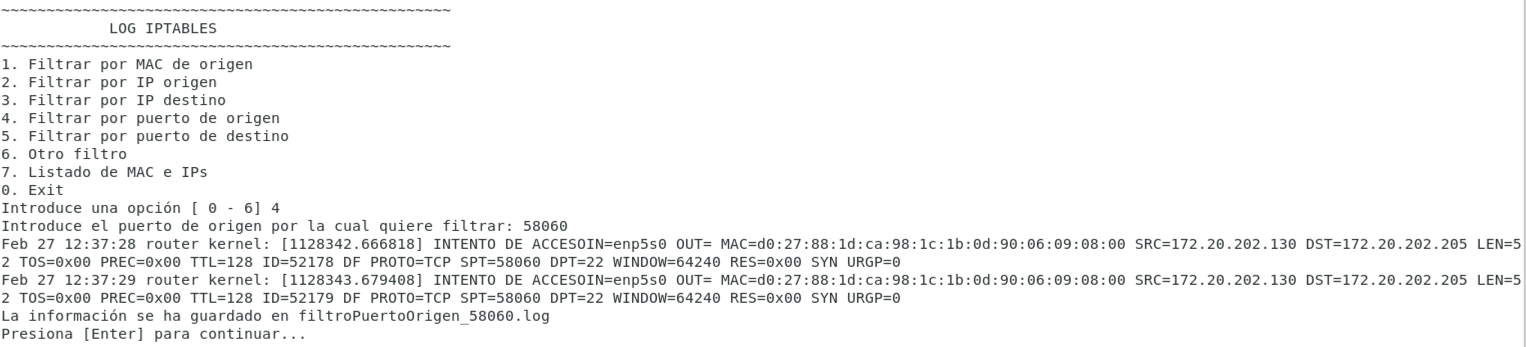 ~~~~~~~~~~~~~~~~~~~~~~~~~~~~~~~~~~~~~~~~~~~~~~~~~~
LOG IPTABLES
~~~~~~~~~~~~~~~~~~~~~~~~~~~~~~~~~~~~~~~~~~~~~~~~~~
1. Filtrar por MAC de origen
2. Filtrar por IP origen
3. Filtrar por IP destino
4. Filtrar por puerto de origen
5. Filtrar por puerto de destino
6. Otro filtro
7. Listado de MAC e IPs
0. Exit
Introduce una opción [ 0 - 6] 4
Introduce el puerto de origen por la cual quiere filtrar: 58060
Feb 27 12:37:28 router kernel: [1128342.666818] INTENTO DE ACCESOIN=enp5s0 OUT= MAC=d0:27:88:1d:ca:98:1c:1b:0d:90:06:09:08:00 SRC=172.20.202.130 DST=172.20.202.205 LEN=5
2 TOS=0x00 PREC=0x00 TTL=128 ID=52178 DF PROTO=TCP SPT=58060 DPT=22 WINDOW=64240 RES=0x00 SYN URGP=0
Feb 27 12:37:29 router kernel: [1128343.679408] INTENTO DE ACCESOIN=enp5s0 OUT= MAC=d0:27:88:1d:ca:98:1c:1b:0d:90:06:09:08:00 SRC=172.20.202.130 DST=172.20.202.205 LEN=5
2 TOS=0x00 PREC=0x00 TTL=128 ID=52179 DF PROTO=TCP SPT=58060 DPT=22 WINDOW=64240 RES=0x00 SYN URGP=0
La información se ha guardado en filtroPuertoOrigen_58060.log
Presiona [Enter] para continuar...